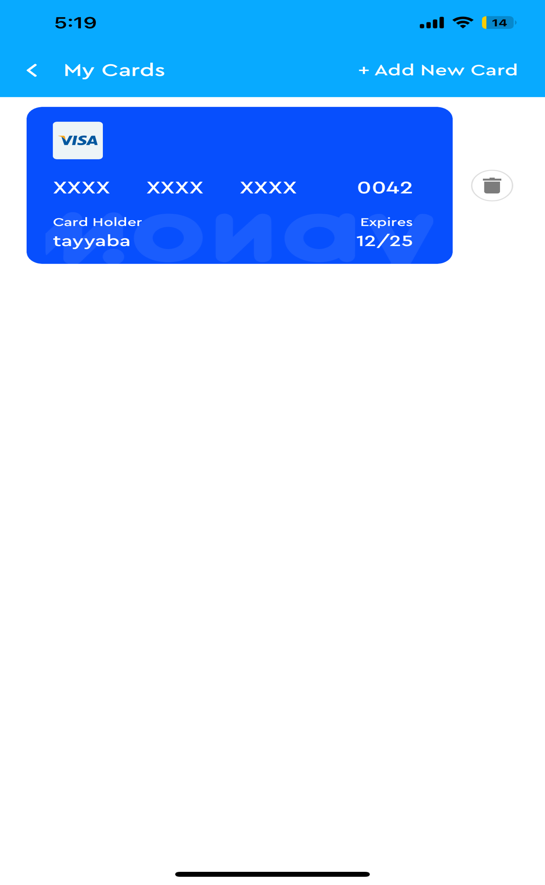 5:19
14
< My Cards + Add New Card
VISA
XXXX XXXX XXXX 0042
Card Holder Expires
tayyaba 12/25